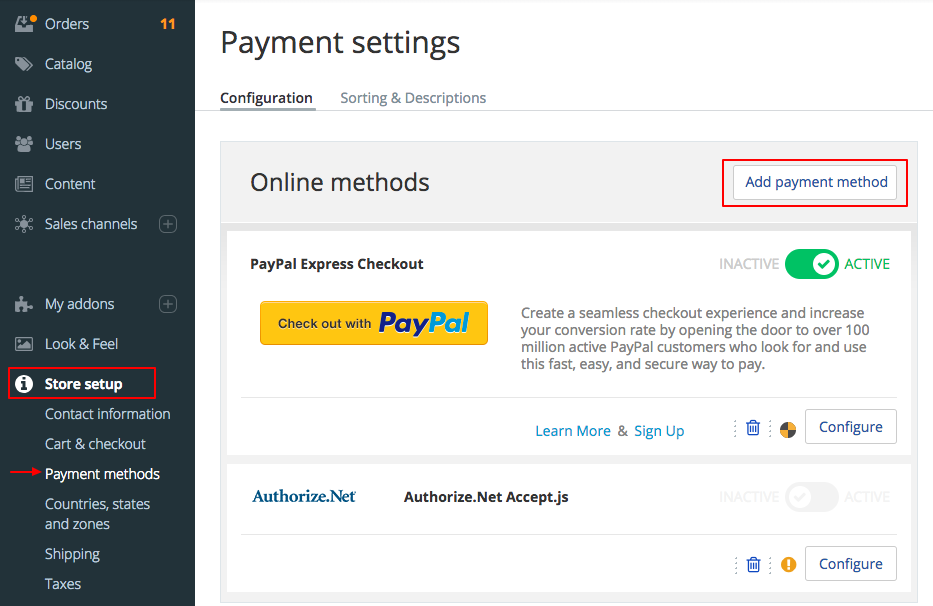 Orders 11
Catalog
Discounts
Users
Content
Sales channels
My addons
Look & Feel
Store setup
Contact information
Cart & checkout
Payment methods
Countries, states
and zones
Shipping
Taxes
Payment settings
Configuration Sorting & Descriptions
Online methods Add payment method
PayPal Express Checkout INACTIVE ACTIVE
Check out with PayPal
Create a seamless checkout experience and increase
your conversion rate by opening the door to over 100
million active PayPal customers who look for and use
this fast, easy, and secure way to pay.
Learn More & Sign Up Configure
Authorize.Net Authorize.Net Accept.js INACTIVE ACTIVE
Configure